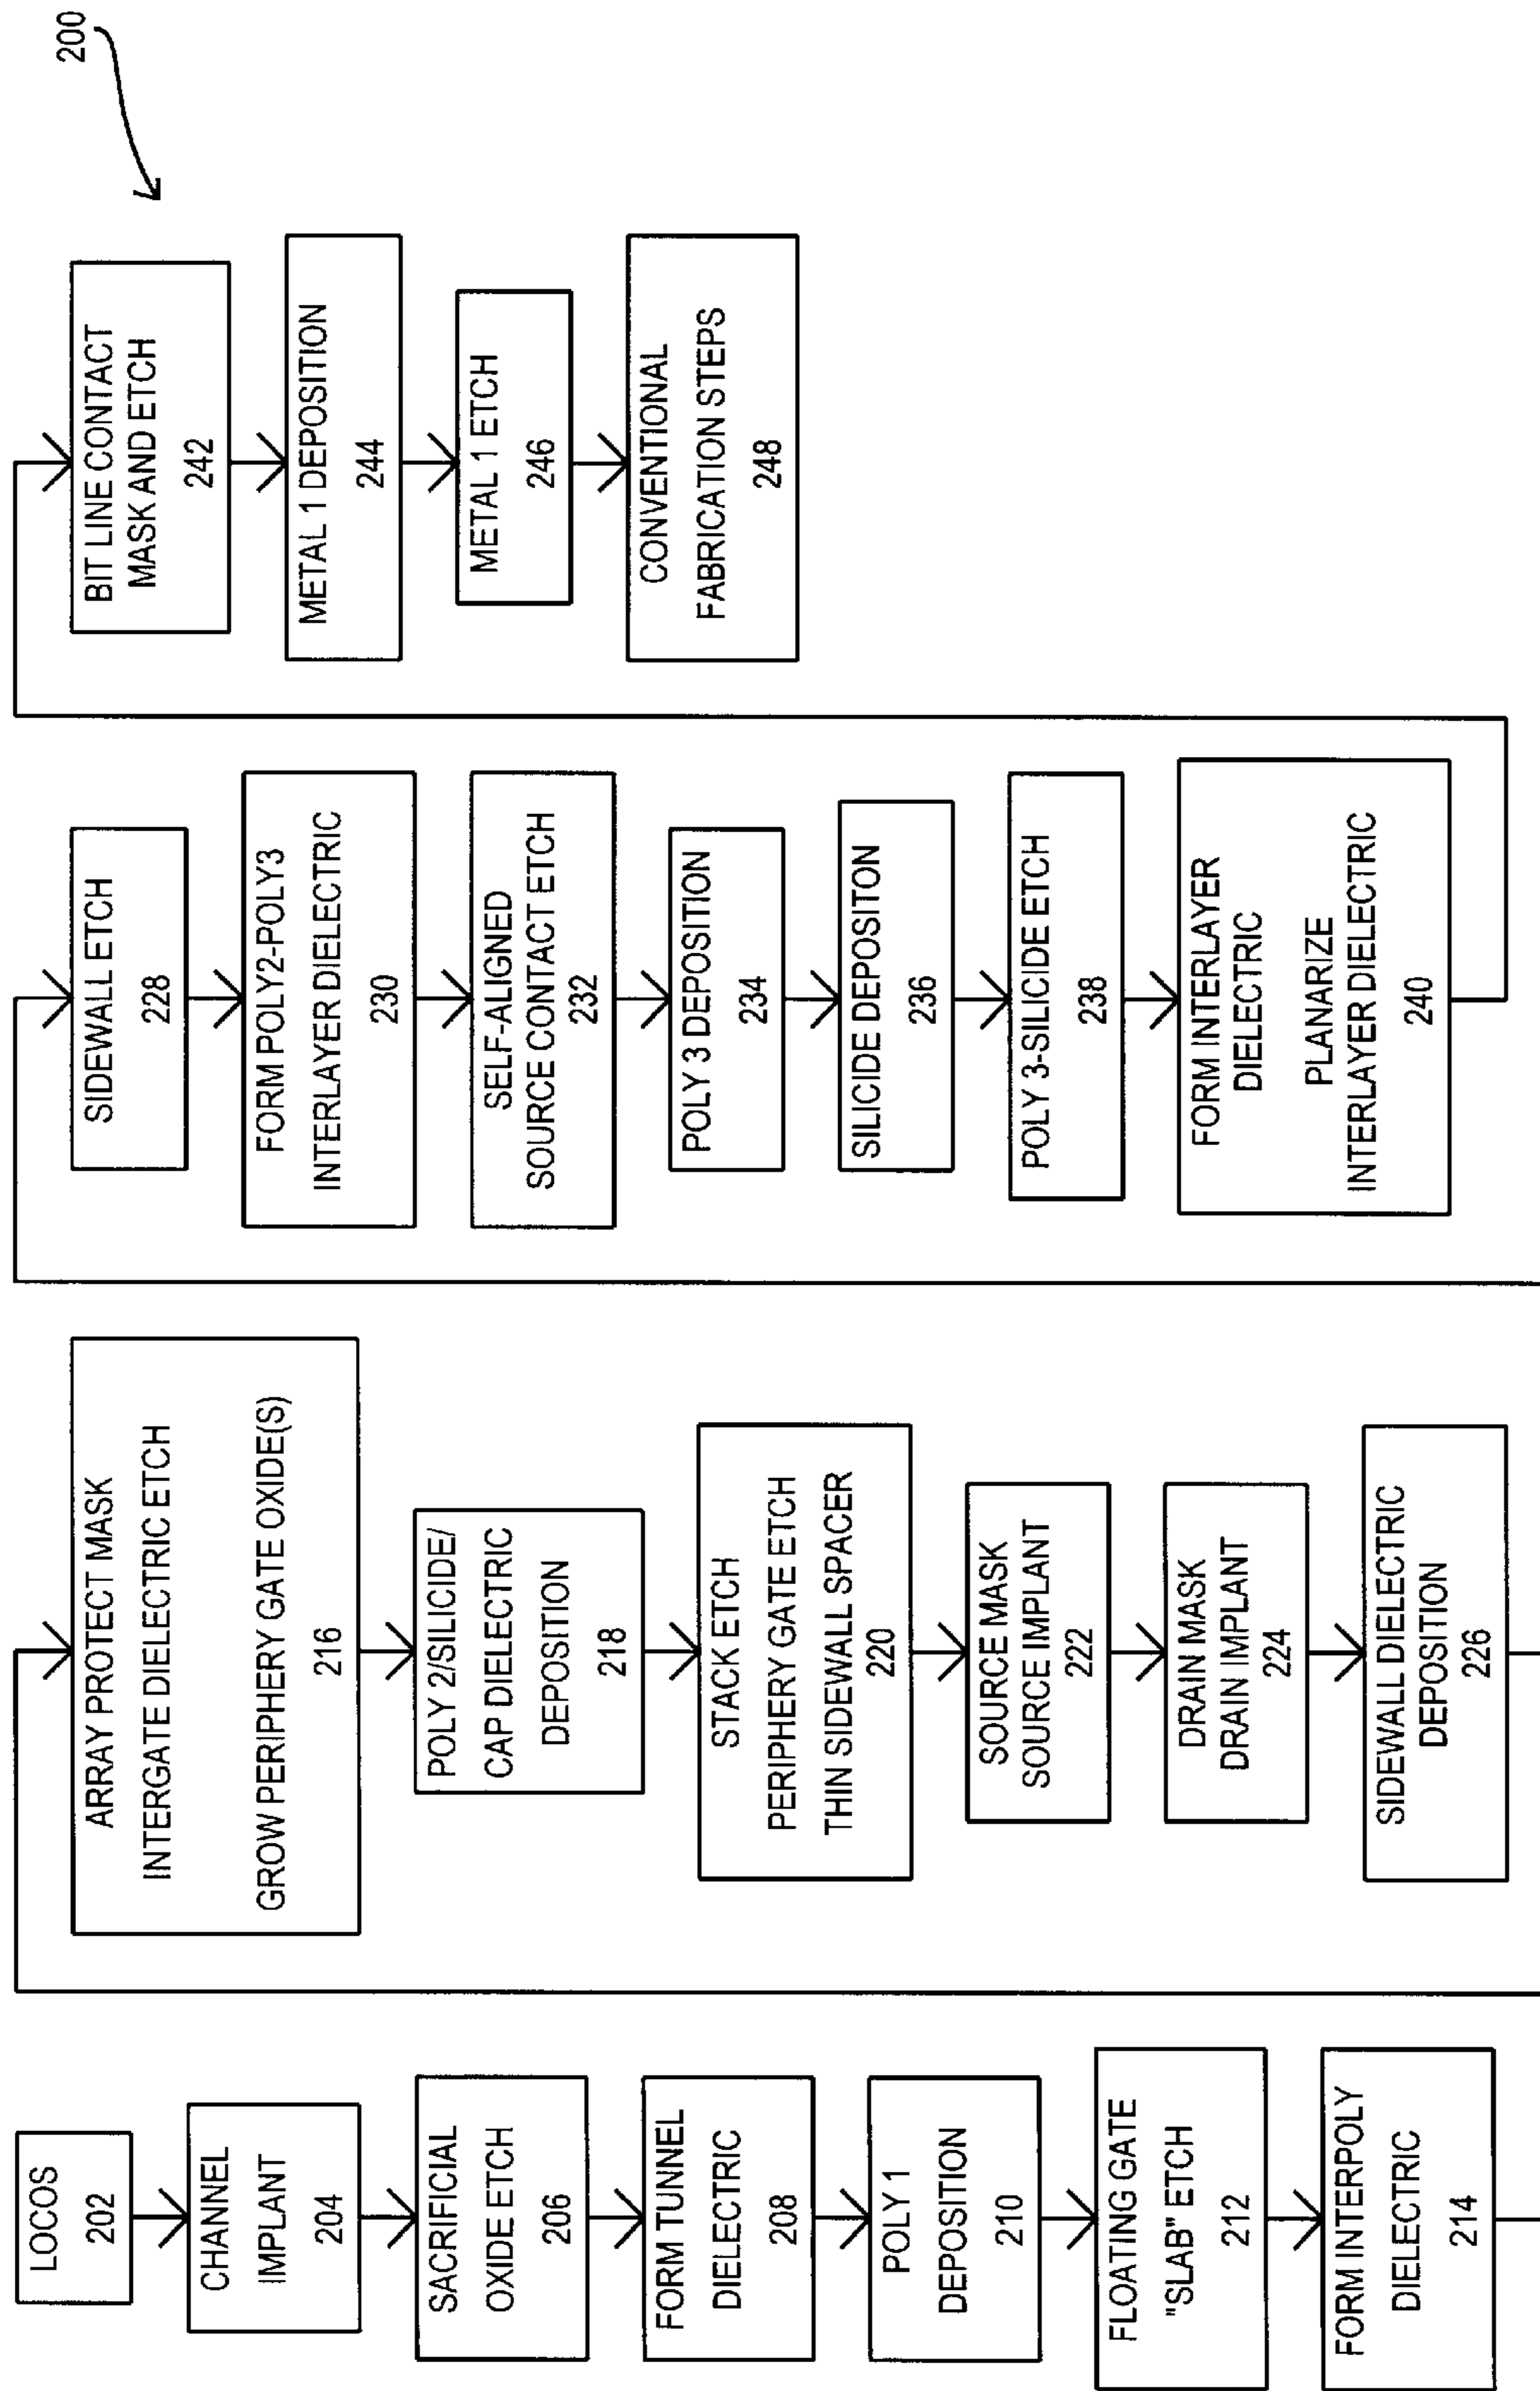 200
LOCOS
202
CHANNEL
IMPLANT
204
SACRIFICIAL
OXIDE ETCH
206
FORM TUNNEL
DIELECTRIC
208
POLY 1
DEPOSITION
210
FLOATING GATE
"SLAB" ETCH
212
FORM INTERPOLY
DIELECTRIC
214
ARRAY PROTECT MASK
INTERGATE DIELECTRIC ETCH
GROW PERIPHERY GATE OXIDE(S)
216
POLY 2/SILICIDE/
CAP DIELECTRIC
DEPOSITION
218
STACK ETCH
PERIPHERY GATE ETCH
THIN SIDEWALL SPACER
220
SOURCE MASK
SOURCE IMPLANT
222
DRAIN MASK
DRAIN IMPLANT
224
SIDEWALL DIELECTRIC
DEPOSITION
226
SIDEWALL ETCH
228
FORM POLY2-POLY3
INTERLAYER DIELECTRIC
230
SELF-ALIGNED
SOURCE CONTACT ETCH
232
POLY 3 DEPOSITION
234
SILICIDE DEPOSITON
236
POLY 3-SILICIDE ETCH
238
FORM INTERLAYER
DIELECTRIC
PLANARIZE
INTERLAYER DIELECTRIC
240
BIT LINE CONTACT
MASK AND ETCH
242
METAL 1 DEPOSITION
244
METAL 1 ETCH
246
CONVENTIONAL
FABRICATION STEPS
248